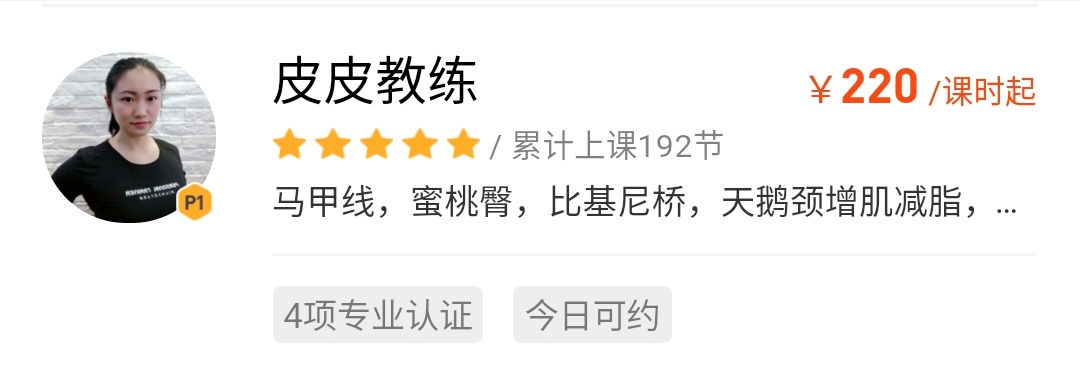 皮皮教练
￥220 /课时起
/ 累计上课192节
马甲线，蜜桃臀，比基尼桥，天鹅颈增肌减脂，…
P1
4项专业认证
今日可约